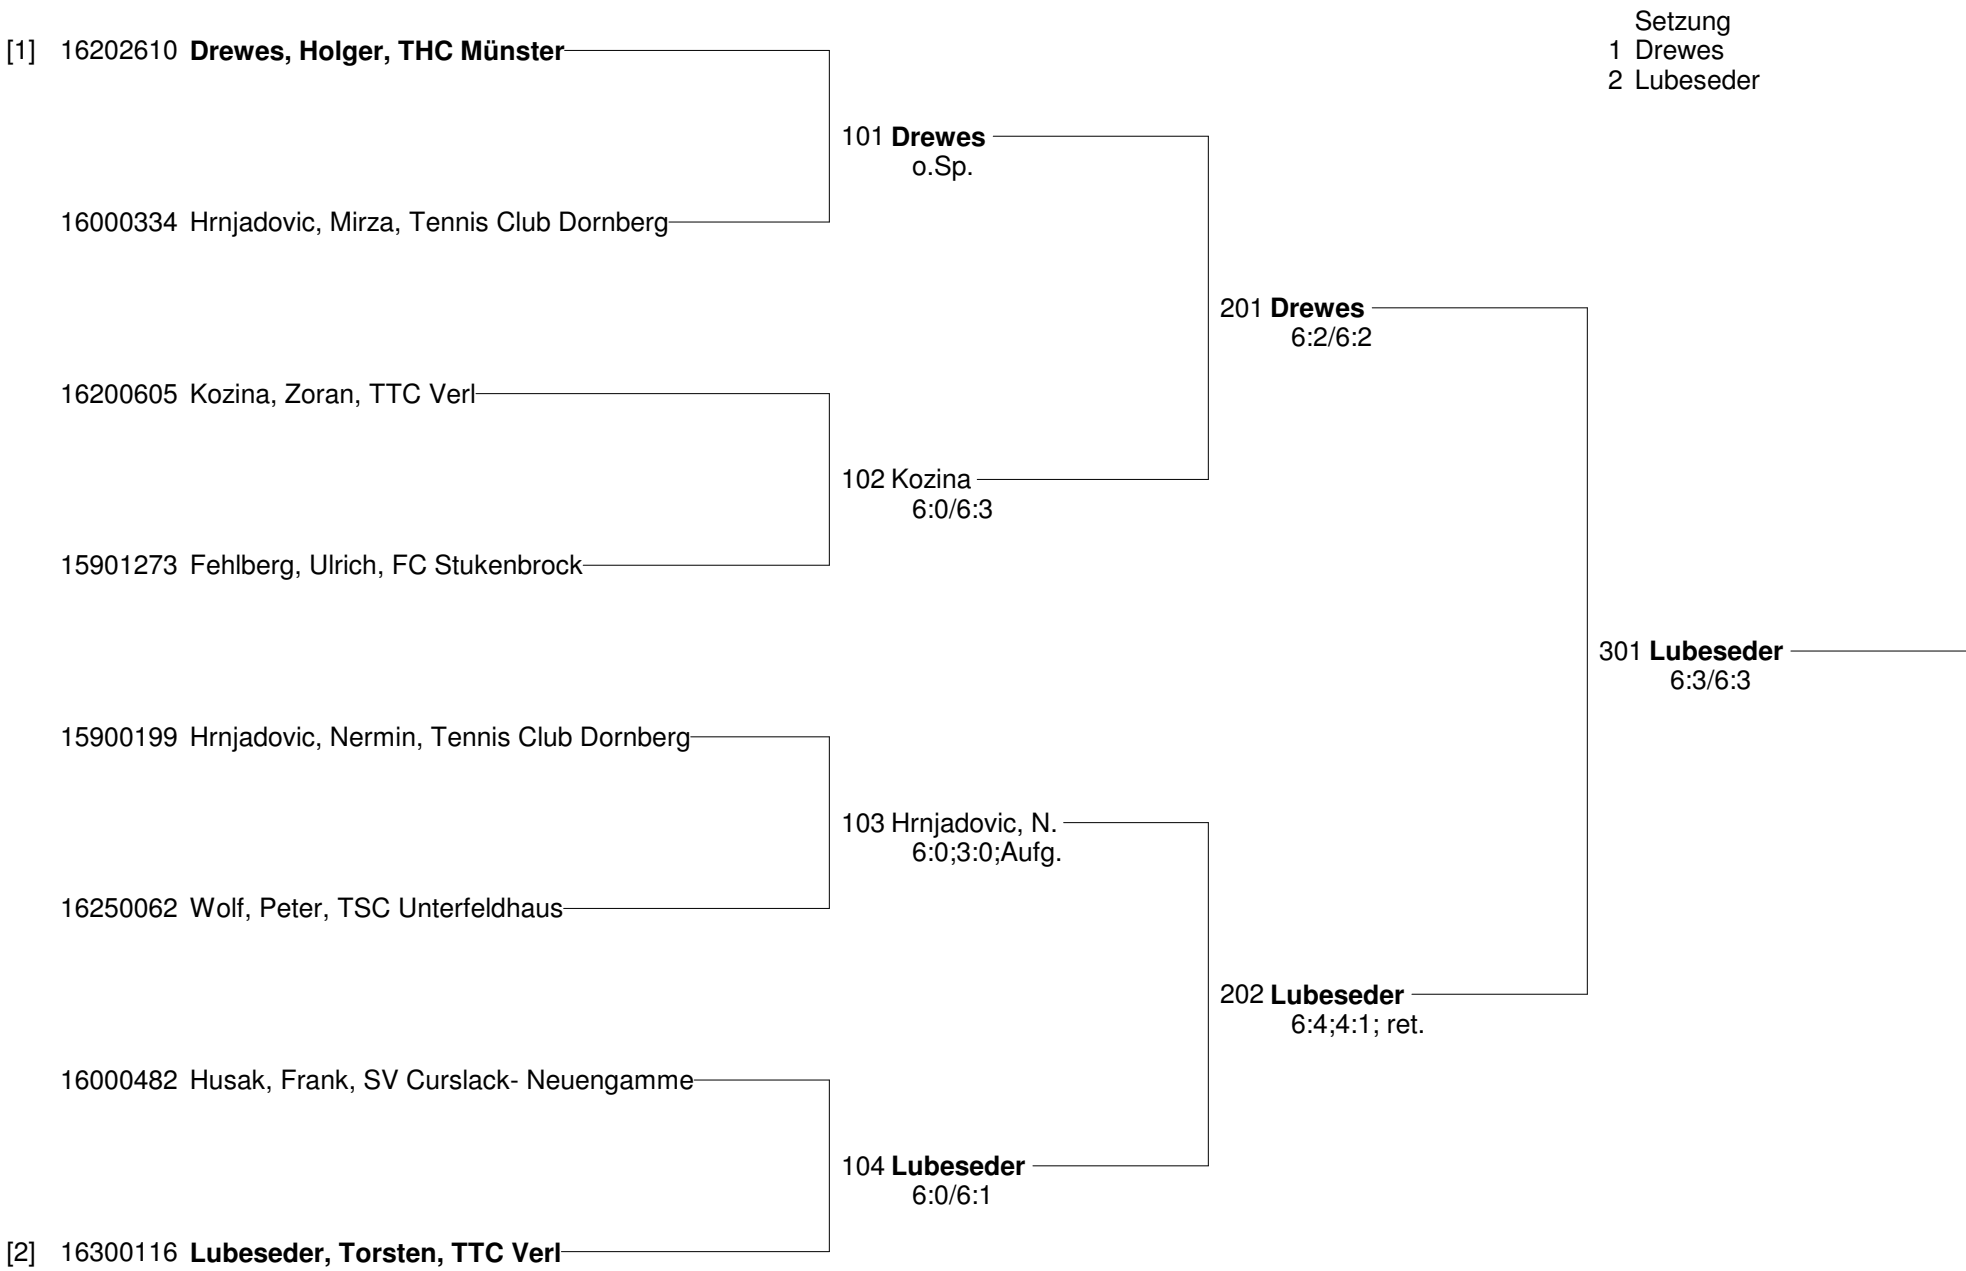 Setzung
1 Drewes
2 Lubeseder
[1] 16202610 Drewes, Holger, THC Münster
101 Drewes
o.Sp.
16000334 Hrnjadovic, Mirza, Tennis Club Dornberg
201 Drewes
6:2/6:2
16200605 Kozina, Zoran, TTC Verl
102 Kozina
6:0/6:3
15901273 Fehlberg, Ulrich, FC Stukenbrock
301 Lubeseder
6:3/6:3
15900199 Hrnjadovic, Nermin, Tennis Club Dornberg
103 Hrnjadovic, N.
6:0;3:0;Aufg.
16250062 Wolf, Peter, TSC Unterfeldhaus
202 Lubeseder
6:4;4:1; ret.
16000482 Husak, Frank, SV Curslack- Neuengamme
104 Lubeseder
6:0/6:1
[2] 16300116 Lubeseder, Torsten, TTC Verl